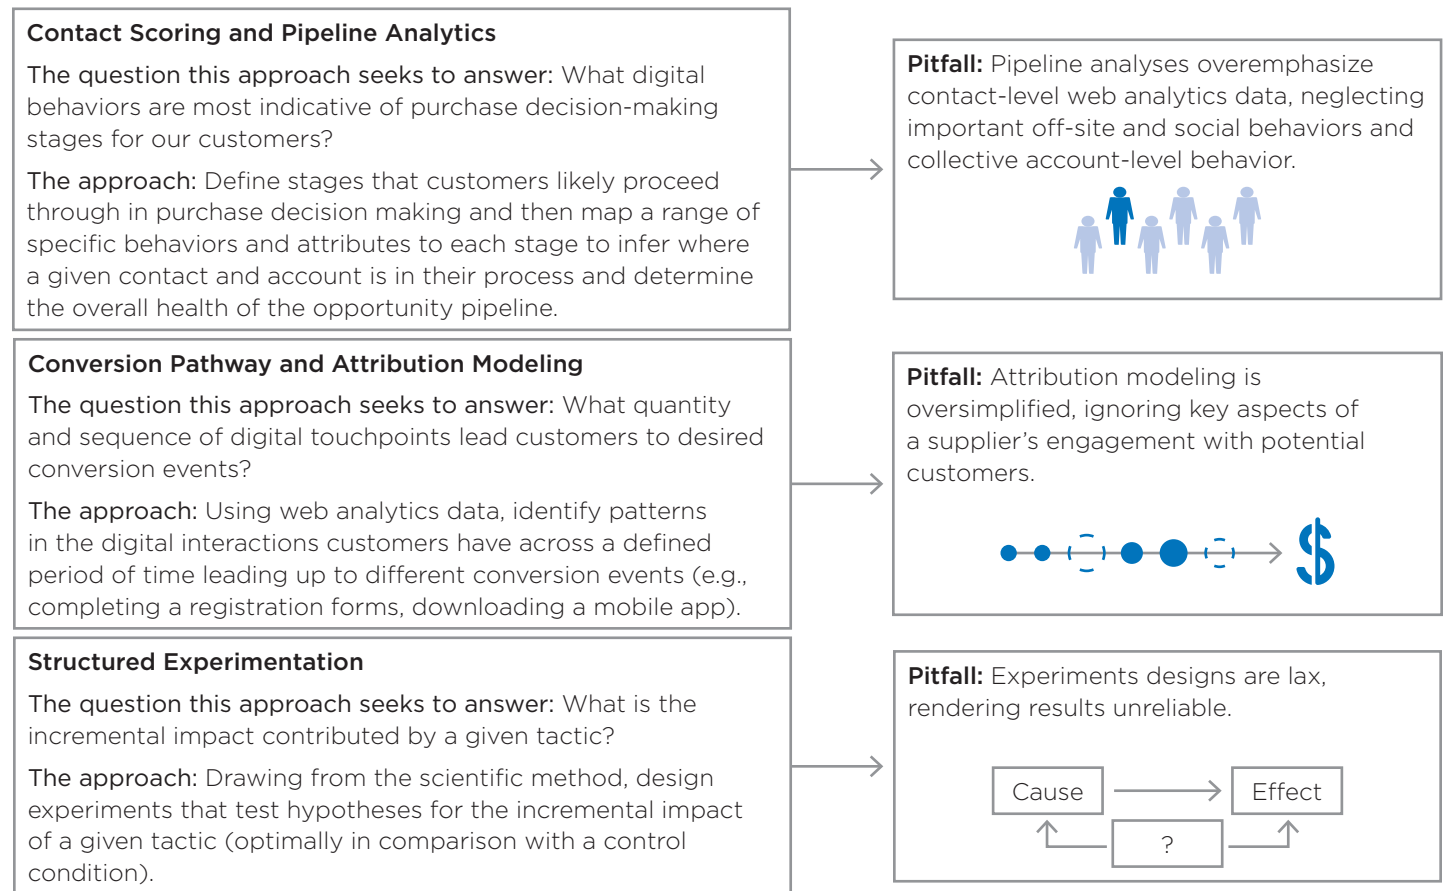 Contact Scoring and Pipeline Analytics
The question this approach seeks to answer: What digital
behaviors are most indicative of purchase decision-making
stages for our customers?
The approach: Define stages that customers likely proceed
through in purchase decision making and then map a range of
specific behaviors and attributes to each stage to infer where
a given contact and account is in their process and determine
the overall health of the opportunity pipeline.
Pitfall: Pipeline analyses overemphasize
contact-level web analytics data, neglecting
important off-site and social behaviors and
collective account-level behavior.
Conversion Pathway and Attribution Modeling
The question this approach seeks to answer: What quantity
and sequence of digital touchpoints lead customers to desired
conversion events?
The approach: Using web analytics data, identify patterns
in the digital interactions customers have across a defined
period of time leading up to different conversion events (e.g.,
completing a registration forms, downloading a mobile app).
Pitfall: Attribution modeling is
oversimplified, ignoring key aspects of
a supplier's engagement with potential
customers.
$
Structured Experimentation
The question this approach seeks to answer: What is the
incremental impact contributed by a given tactic?
The approach: Drawing from the scientific method, design
experiments that test hypotheses for the incremental impact
of a given tactic (optimally in comparison with a control
condition).
Pitfall: Experiments designs are lax,
rendering results unreliable.
Cause
Effect
?